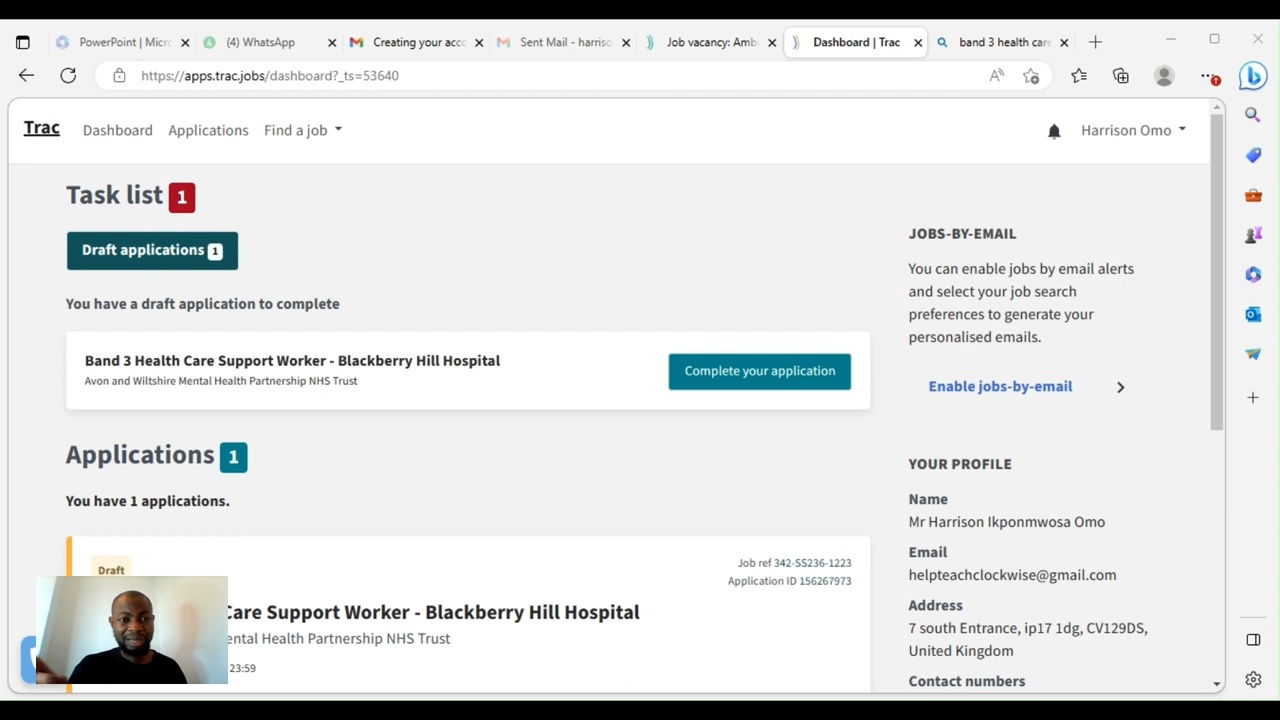 PowerPoint | Micro
(4) WhatsApp
Creating your acco
Sent Mail - harriso
Job vacancy: Amb
Dashboard | Trac
band 3 health care
https://apps.trac.jobs/dashboard?_ts=53640
Trac
Dashboard
Applications
Find a job
Harrison Omo
Task list 1
Draft applications 1
You have a draft application to complete
Band 3 Health Care Support Worker - Blackberry Hill Hospital
Avon and Wiltshire Mental Health Partnership NHS Trust
Complete your application
Applications 1
You have 1 applications.
Draft
Job ref 342-SS236-1223
Application ID 156267973
Care Support Worker - Blackberry Hill Hospital
ental Health Partnership NHS Trust
23:59
JOBS-BY-EMAIL
You can enable jobs by email alerts
and select your job search
preferences to generate your
personalised emails.
Enable jobs-by-email
YOUR PROFILE
Name
Mr Harrison Ikponmwosa Omo
Email
helpteachclockwise@gmail.com
Address
7 south Entrance, ip17 1dg, CV129DS,
United Kingdom
Contact numbers